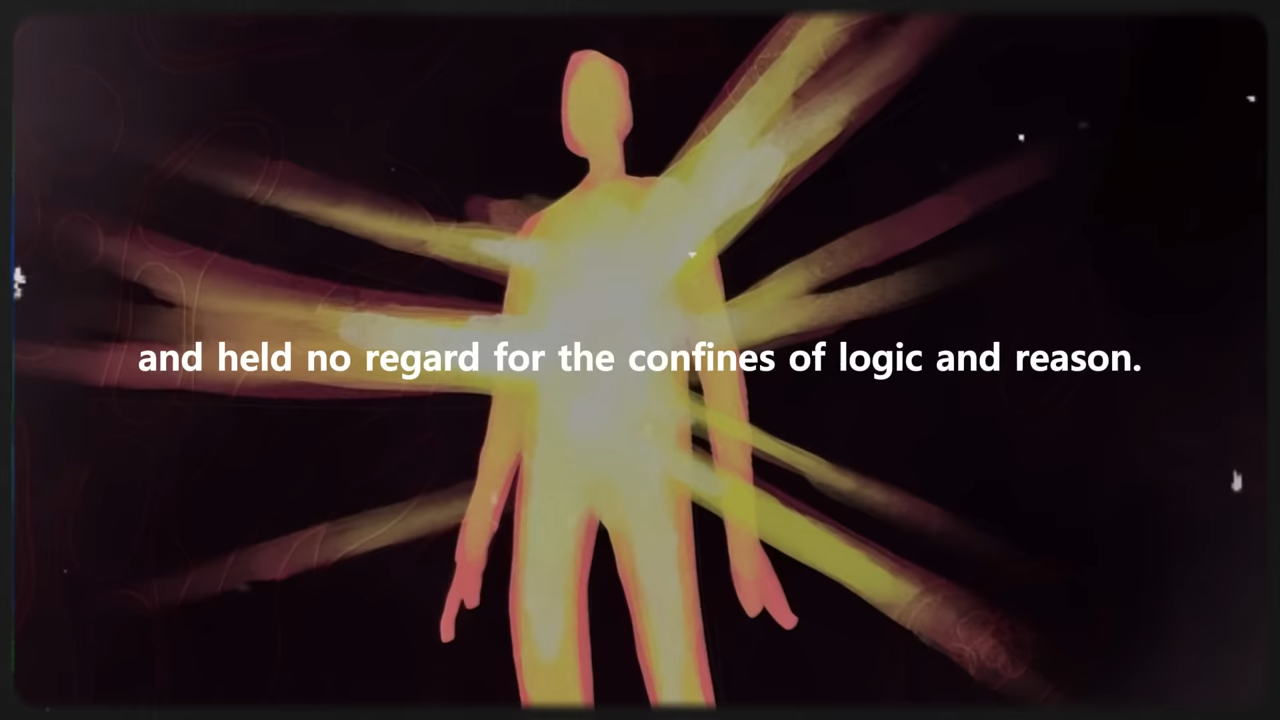 and held no regard for the confines of logic and reason.